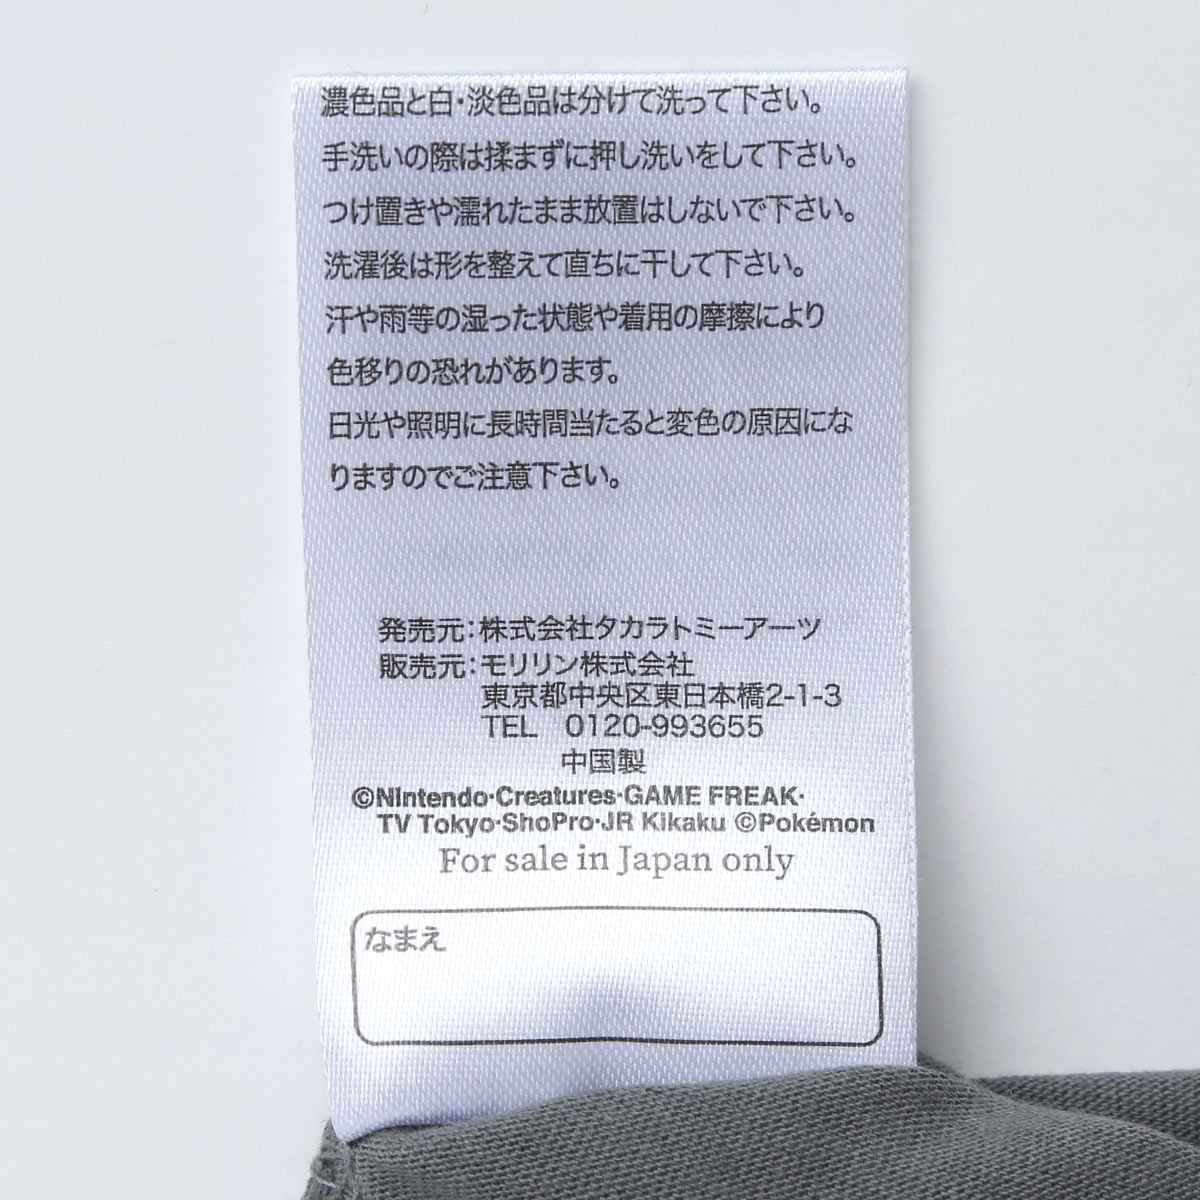 濃色品と白・淡色品は分けて洗って下さい。
手洗いの際は揉まずに押し洗いをして下さい。
つけ置きや濡れたまま放置はしないで下さい。
洗濯後は形を整えて直ちに干して下さい。
汗や雨等の湿った状態や着用の摩擦により
色移りの恐れがあります。
日光や照明に長時間当たると変色の原因にな
りますのでご注意下さい。
発売元:株式会社タカラトミーアーツ
販売元:モリリン株式会社
東京都中央区東日本橋2-1-3
TEL 0120-993655
中国製
©Nintendo·Creatures·GAME FREAK·
TV Tokyo·ShoPro·JR Kikaku ©Pokémon
For sale in Japan only
なまえ